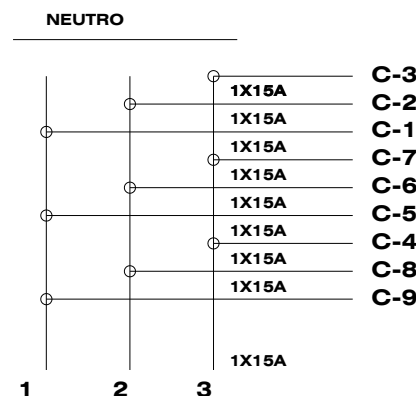 NEUTRO
C-3
1X15A
C-2
1X15A
C-1
1X15A
C-7
1X15A
C-6
1X15A
C-5
1X15A
C-4
1X15A
C-8
1X15A
C-9
1X15A
1 2 3